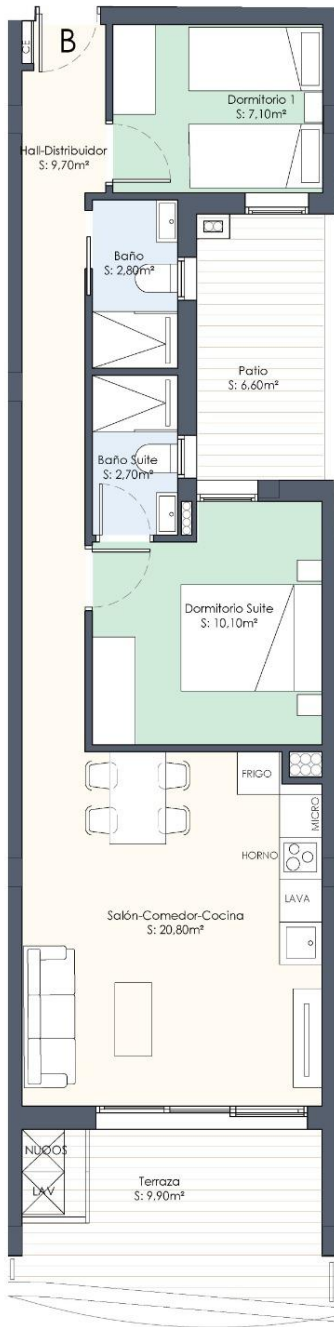 CE
B
Dormitorio 1
S: 7,10m²
Hall-Distribuidor
S: 9,70m²
Baño
S: 2,80m²
Patio
S: 6,60m²
Baño Suite
S: 2,70m²
Dormitorio Suite
S: 10,10m²
FRIGO
MICRO
HORNO
LAVA
Salón-Comedor-Cocina
S: 20,80m²
LAV
Terraza
S: 9,90m²